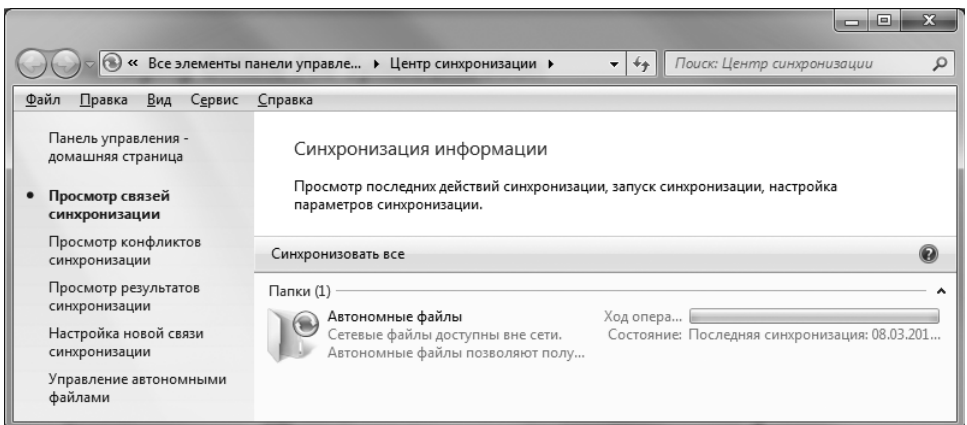 « Все элементы панели управле... ▸ Центр синхронизации ▸
Поиск: Центр синхронизации
Файл Правка Вид Сервис Справка
Панель управления -
домашняя страница
• Просмотр связей
синхронизации
Просмотр конфликтов
синхронизации
Просмотр результатов
синхронизации
Настройка новой связи
синхронизации
Управление автономными
файлами
Синхронизация информации
Просмотр последних действий синхронизации, запуск синхронизации, настройка
параметров синхронизации.
Синхронизовать все
Папки (1)
Автономные файлы
Сетевые файлы доступны вне сети.
Автономные файлы позволяют полу...
Ход опера...
Состояние: Последняя синхронизация: 08.03.201...